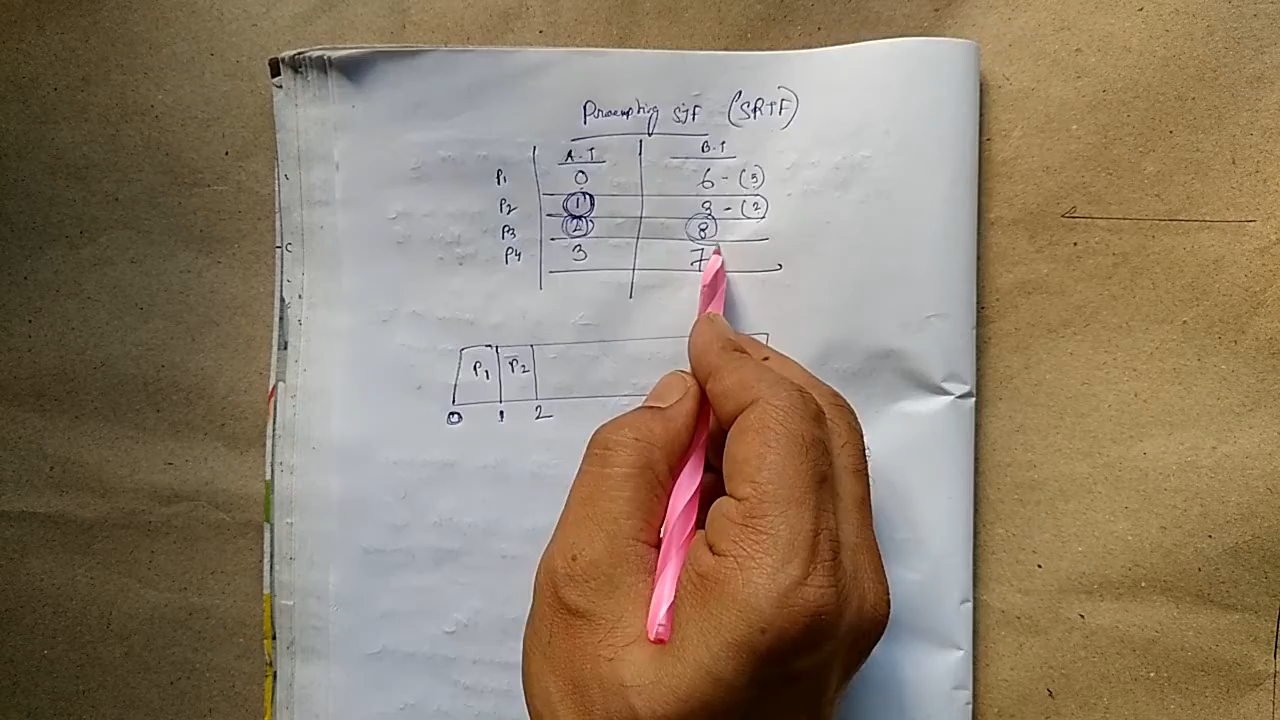 Preempting SJF (SRTF)
A.T B.T
P1 0 6 - (5)
P2 1 3 - (2)
P3 2 8
P4 3 7
P1 P2
0 1 2